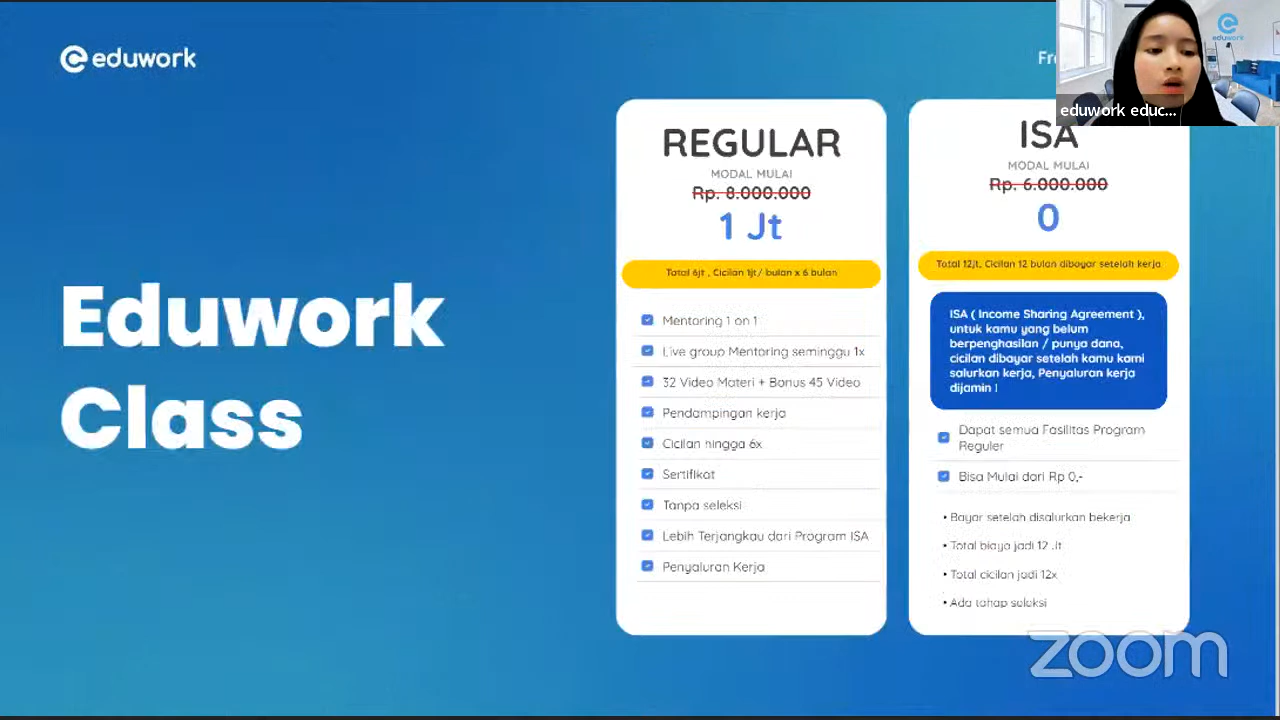 eduwork
eduwork
eduwork educ...
Eduwork
Class
REGULAR
MODAL MULAI
Rp. 8.000.000
1 Jt
Total 6jt , Cicilan 1jt/ bulan x 6 bulan
Mentoring 1 on 1
Live group Mentoring seminggu 1x
32 Video Materi + Bonus 45 Video
Pendampingan kerja
Cicilan hingga 6x
Sertifikat
Tanpa seleksi
Lebih Terjangkau dari Program ISA
Penyaluran Kerja
ISA
MODAL MULAI
Rp. 6.000.000
0
Total 12jt, Cicilan 12 bulan dibayar setelah kerja
ISA ( Income Sharing Agreement ),
untuk kamu yang belum
berpenghasilan / punya dana,
cicilan dibayar setelah kamu kami
salurkan kerja, Penyaluran kerja
dijamin !
Dapat semua Fasilitas Program
Reguler
Bisa Mulai dari Rp 0,-
• Bayar setelah disalurkan bekerja
• Total biaya jadi 12 Jt
• Total cicilan jadi 12x
• Ada tahap seleksi
zoom